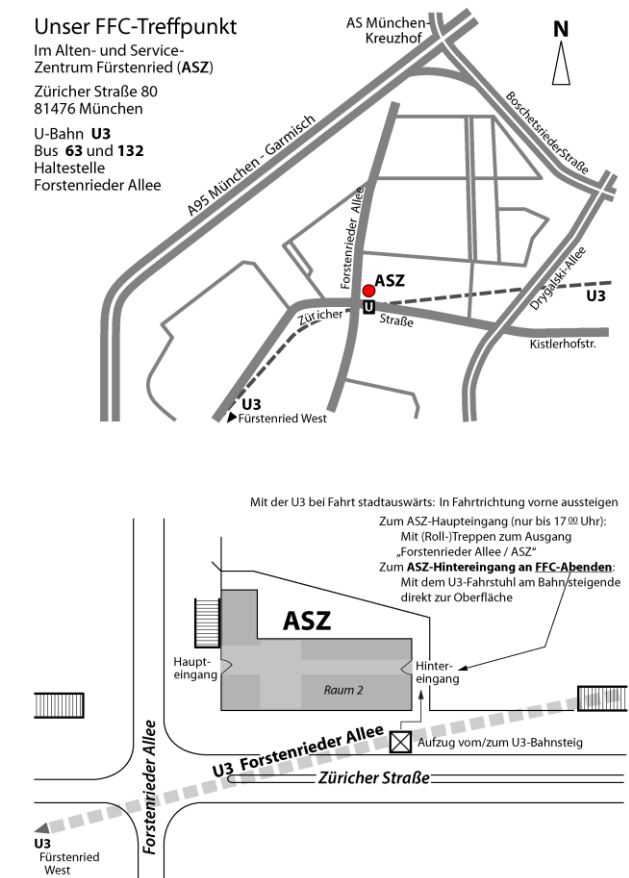 Unser FFC-Treffpunkt
Im Alten- und Service-
Zentrum Fürstenried (ASZ)
Züricher Straße 80
81476 München
U-Bahn U3
Bus 63 und 132
Haltestelle
Forstenrieder Allee
AS München-
Kreuzhof
N
A95 München - Garmisch
BoschetsriederStraße
Forstenrieder Allee
ASZ
U
Drygalski-Allee
U3
Züricher Straße
Kistlerhofstr.
U3
Fürstenried West
Mit der U3 bei Fahrt stadtauswärts: In Fahrtrichtung vorne aussteigen
Zum ASZ-Haupteingang (nur bis 17 00 Uhr):
Mit (Roll-)Treppen zum Ausgang
„Forstenrieder Allee / ASZ“
Zum ASZ-Hintereingang an FFC-Abenden:
Mit dem U3-Fahrstuhl am Bahnsteigende
direkt zur Oberfläche
ASZ
Haupt-
eingang
Hinter-
eingang
Raum 2
Forstenrieder Allee
U3 Forstenrieder Allee
Aufzug vom/zum U3-Bahnsteig
Züricher Straße
U3
Fürstenried
West